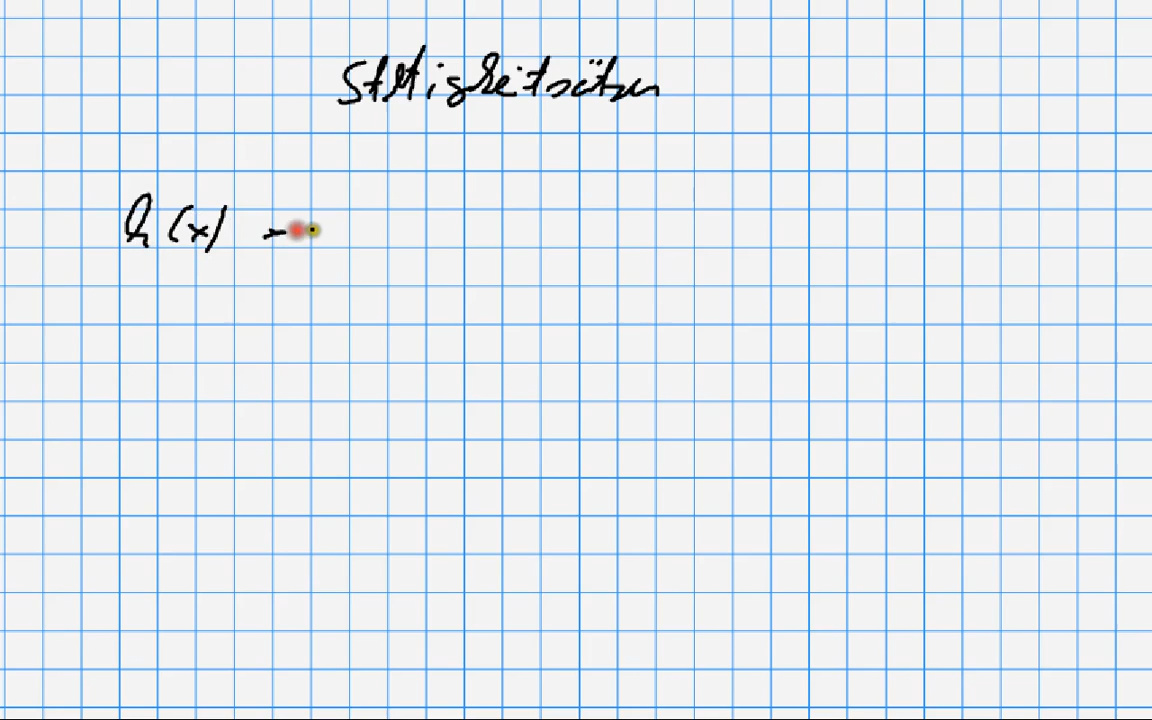 Stetigkeitssätze
h(x) =